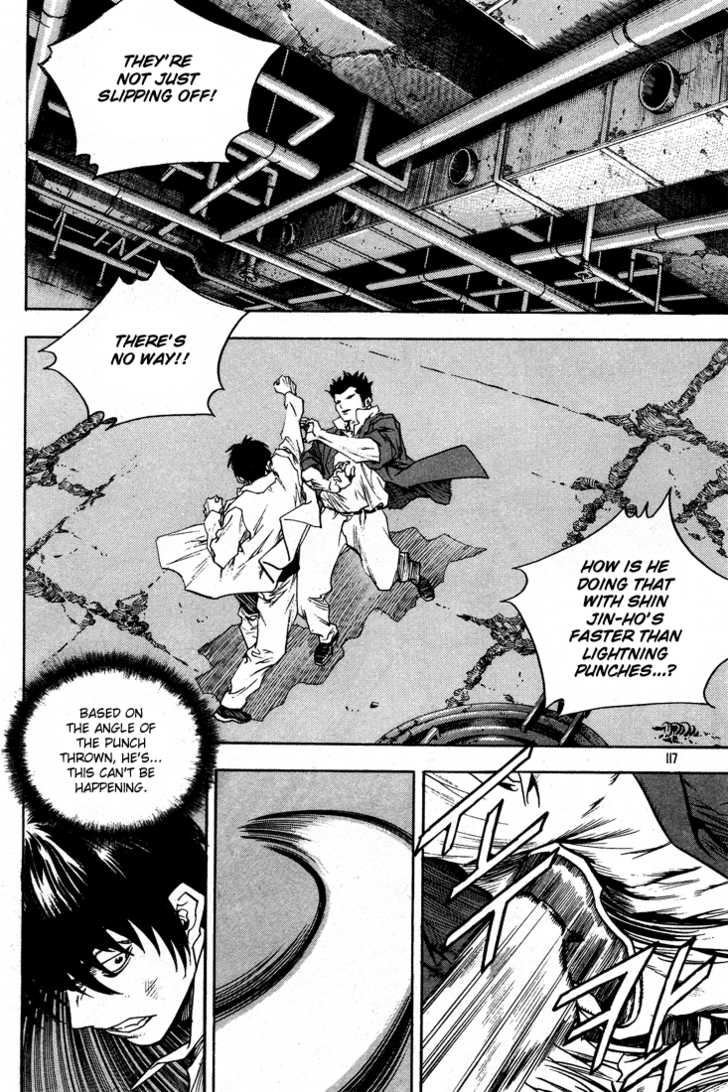 THEY'RE
NOT JUST
SLIPPING OFF!
THERE'S
NO WAY!!
HOW IS HE
DOING THAT
WITH SHIN
JIN-HO'S
FASTER THAN
LIGHTNING
PUNCHES...?
117
BASED ON
THE ANGLE OF
THE PUNCH
THROWN, HE'S...
THIS CAN'T BE
HAPPENING.